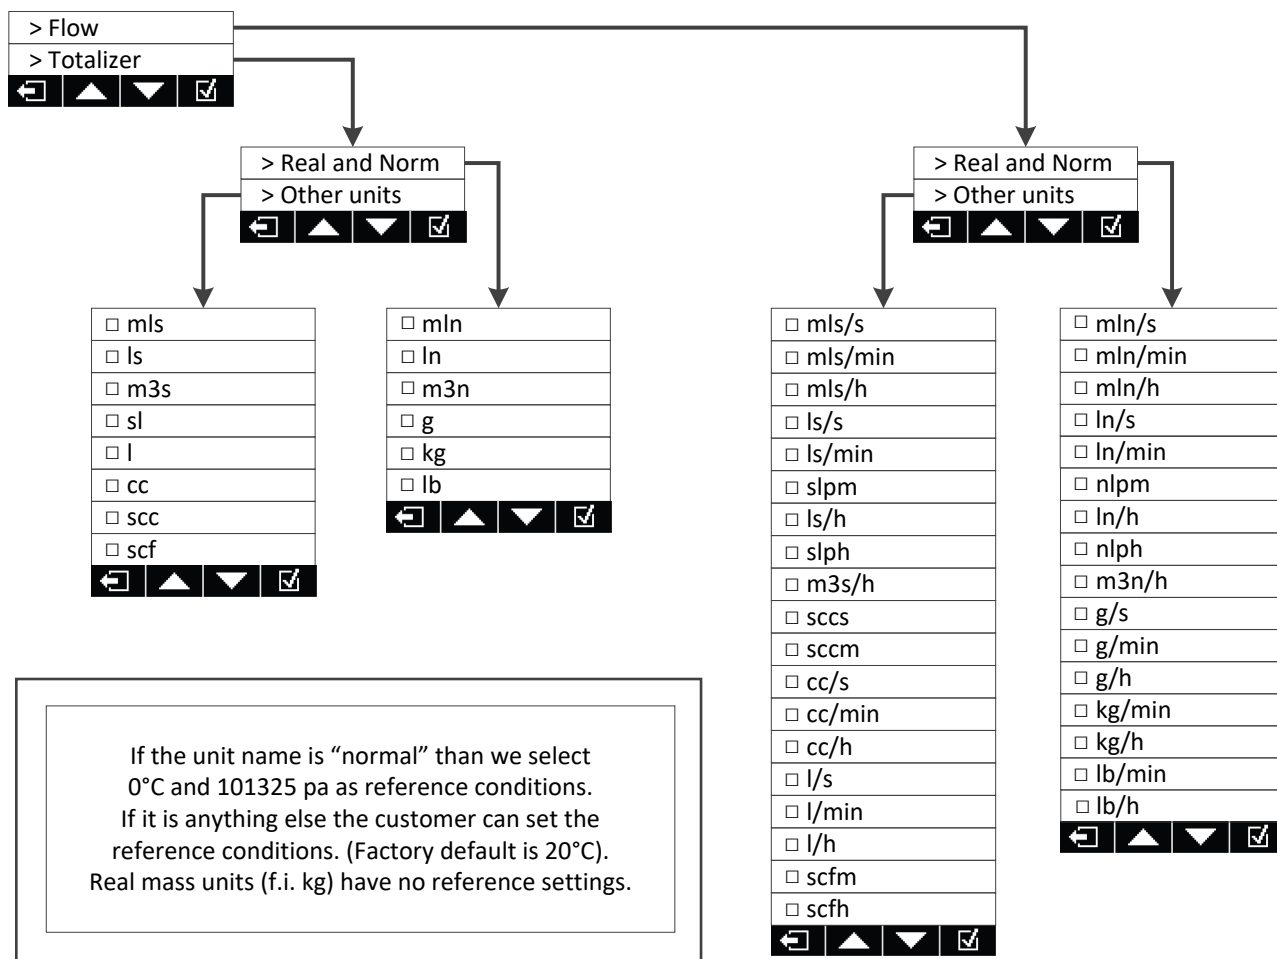 > Flow
> Totalizer
> Real and Norm
> Other units
> Real and Norm
> Other units
□ mls
□ ls
□ m3s
□ sl
□ l
□ cc
□ scc
□ scf
□ mln
□ ln
□ m3n
□ g
□ kg
□ lb
□ mls/s
□ mls/min
□ mls/h
□ ls/s
□ ls/min
□ slpm
□ ls/h
□ slph
□ m3s/h
□ sccs
□ sccm
□ cc/s
□ cc/min
□ cc/h
□ l/s
□ l/min
□ l/h
□ scfm
□ scfh
□ mln/s
□ mln/min
□ mln/h
□ ln/s
□ ln/min
□ nlpm
□ ln/h
□ nlph
□ m3n/h
□ g/s
□ g/min
□ g/h
□ kg/min
□ kg/h
□ lb/min
□ lb/h
If the unit name is “normal” than we select
0°C and 101325 pa as reference conditions.
If it is anything else the customer can set the
reference conditions. (Factory default is 20°C).
Real mass units (f.i. kg) have no reference settings.